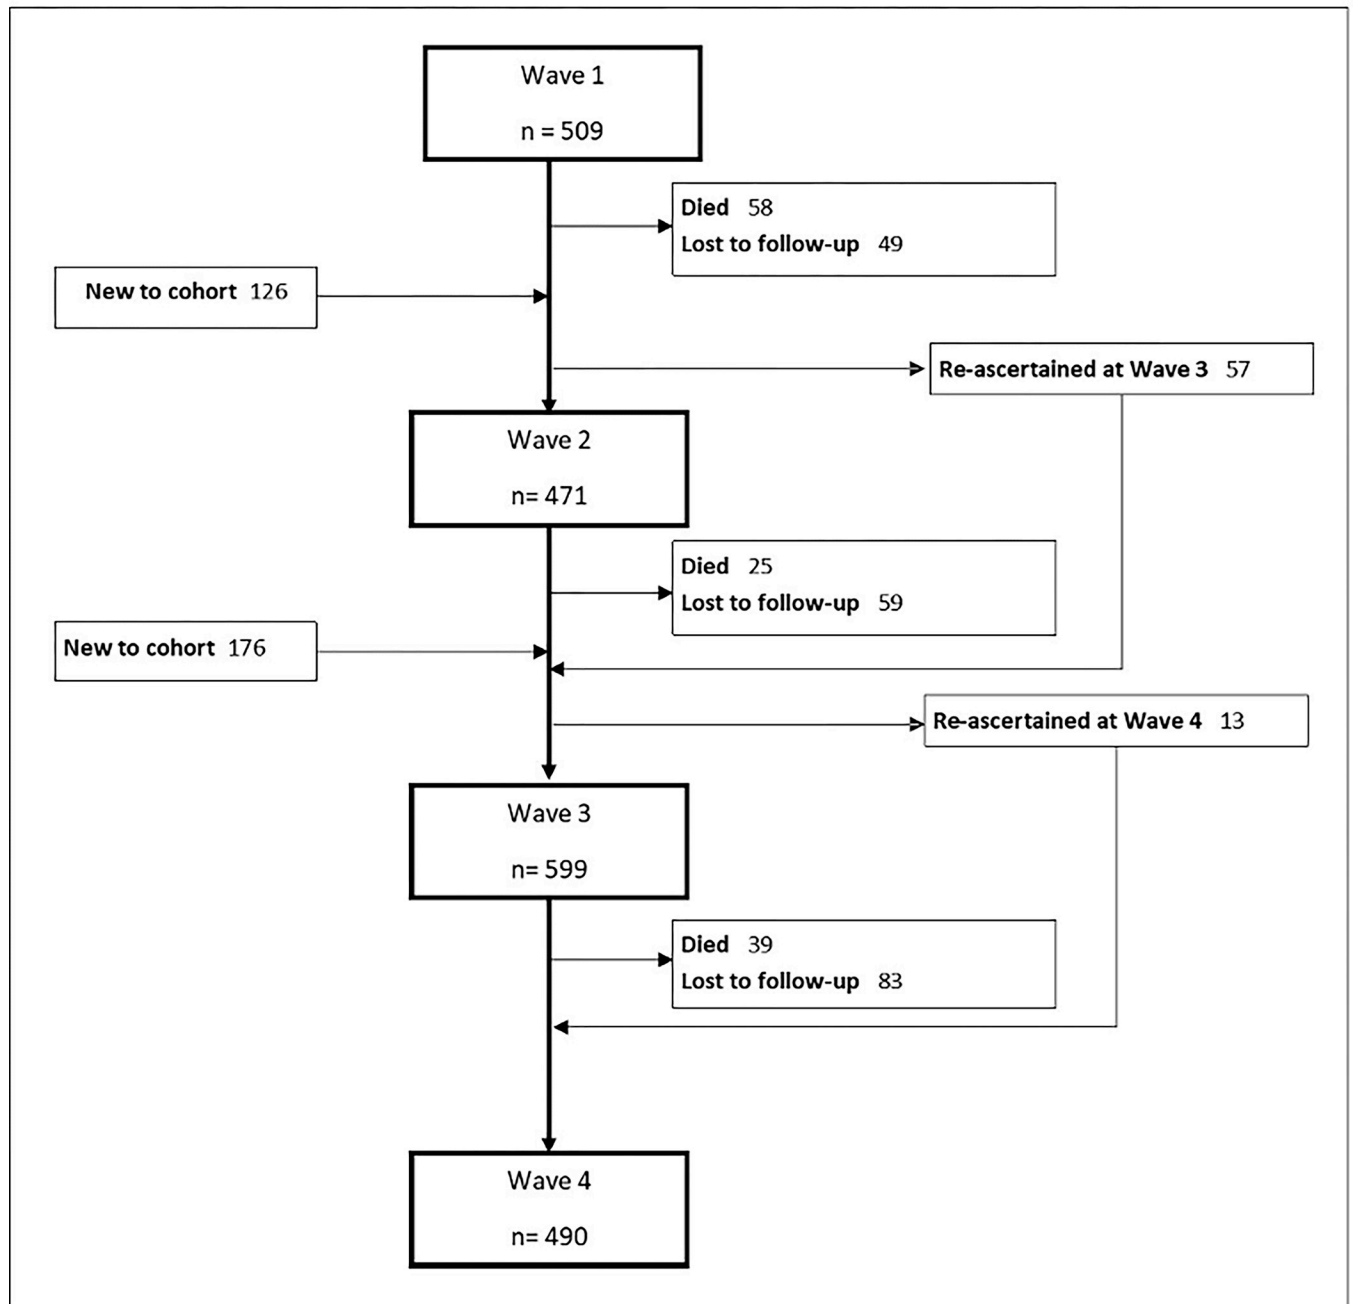 Wave 1
n = 509
Died 58
Lost to follow-up 49
New to cohort 126
Re-ascertained at Wave 3 57
Wave 2
n= 471
Died 25
Lost to follow-up 59
New to cohort 176
Re-ascertained at Wave 4 13
Wave 3
n= 599
Died 39
Lost to follow-up 83
Wave 4
n= 490